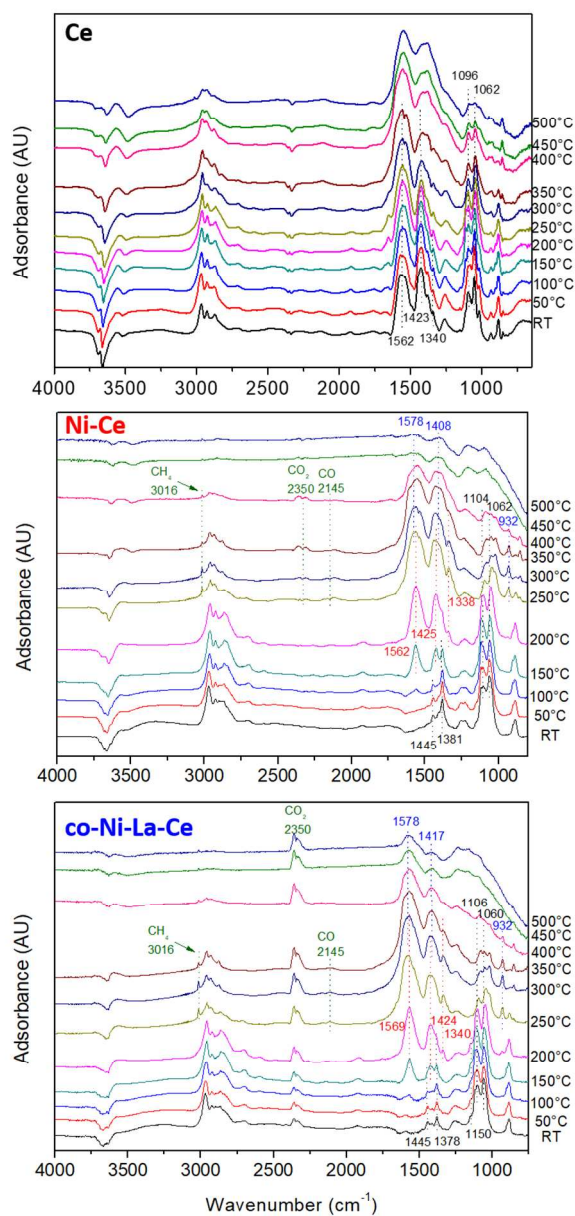 Ce
1096
1062
500°C
450°C
400°C
350°C
300°C
250°C
200°C
150°C
100°C
50°C
RT
1562
1423
1340
Absorbance (AU)
4000 3500 3000 2500 2000 1500 1000
Ni-Ce
1578 1408
CH4
3016
CO2
2350
CO
2145
1104
1062
932
500°C
450°C
400°C
350°C
300°C
250°C
1338
1425
1562
200°C
150°C
100°C
50°C
RT
1445
1381
Adsorbance (AU)
4000 3500 3000 2500 2000 1500 1000
co-Ni-La-Ce
CO2
2350
1578 1417
1106
1060
932
CH4
3016
CO
2145
500°C
450°C
400°C
350°C
300°C
250°C
1569
1424
1340
200°C
150°C
100°C
50°C
RT
1445 1378
1150
Adsorbance (AU)
4000 3500 3000 2500 2000 1500 1000
Wavenumber (cm-1)